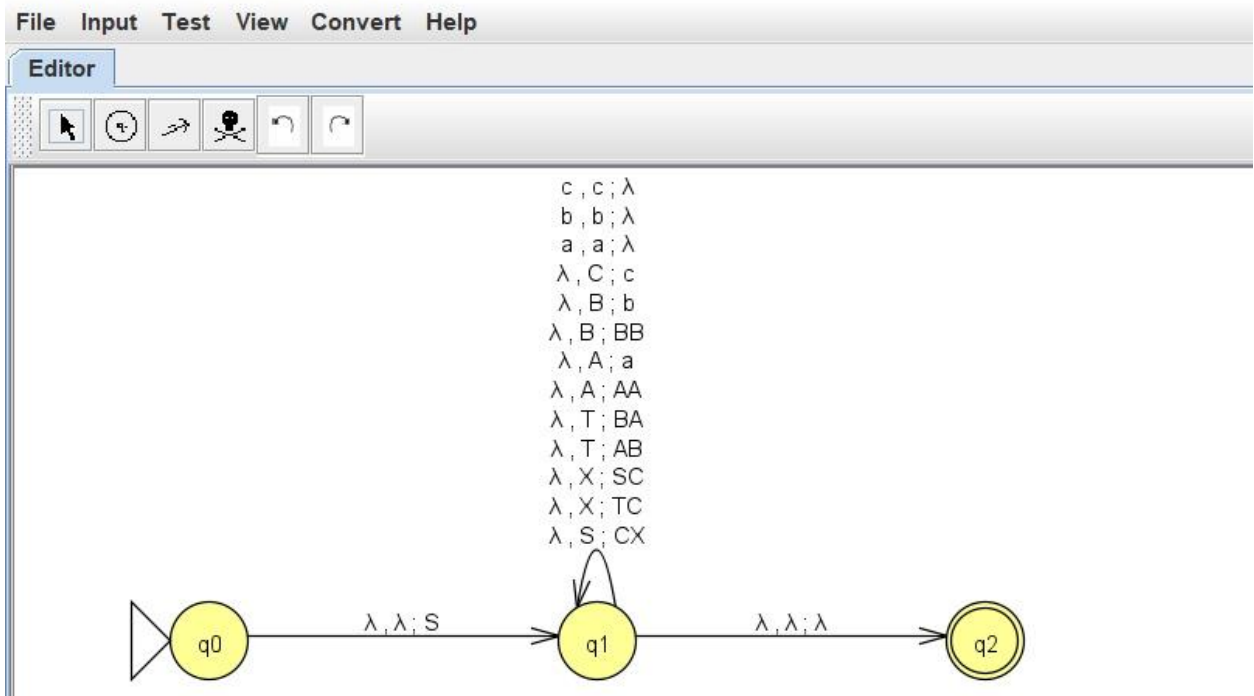 File Input Test View Convert Help
Editor
c , c ; λ
b , b ; λ
a , a ; λ
λ , C ; c
λ , B ; b
λ , B ; BB
λ , A ; a
λ , A ; AA
λ , T ; BA
λ , T ; AB
λ , X ; SC
λ , X ; TC
λ , S ; CX
q0
λ , λ ; S
q1
λ , λ ; λ
q2